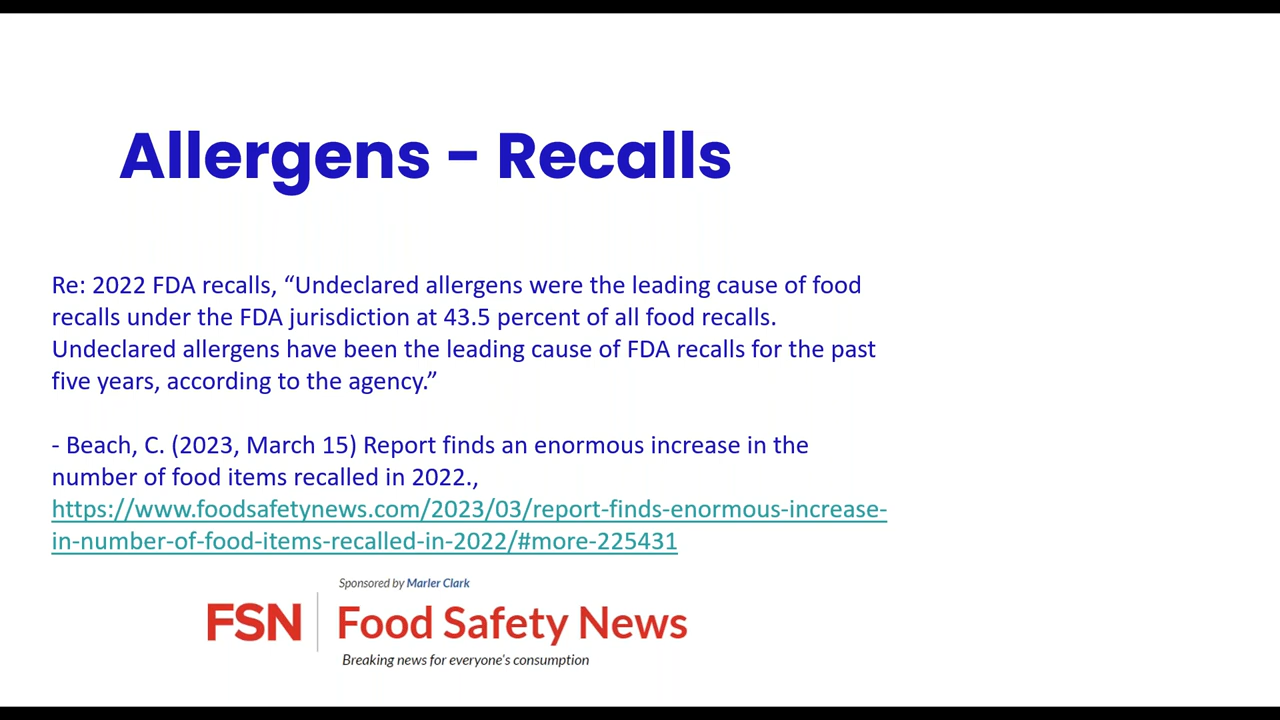 Allergens - Recalls
Re: 2022 FDA recalls, “Undeclared allergens were the leading cause of food
recalls under the FDA jurisdiction at 43.5 percent of all food recalls.
Undeclared allergens have been the leading cause of FDA recalls for the past
five years, according to the agency.”
- Beach, C. (2023, March 15) Report finds an enormous increase in the
number of food items recalled in 2022.,
https://www.foodsafetynews.com/2023/03/report-finds-enormous-increase-
in-number-of-food-items-recalled-in-2022/#more-225431
Sponsored by Marler Clark
FSN Food Safety News
Breaking news for everyone's consumption